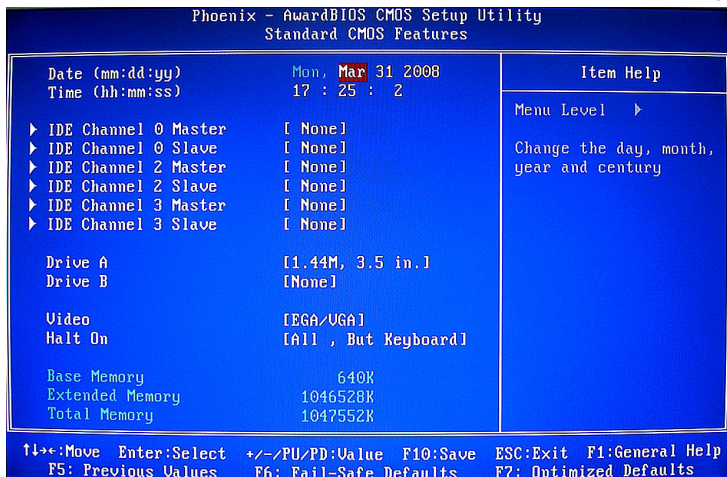 Phoenix - AwardBIOS CMOS Setup Utility
Standard CMOS Features
Date (mm:dd:yy) Mon, Mar 31 2008
Time (hh:mm:ss) 17 : 25 : 2
IDE Channel 0 Master [ None]
IDE Channel 0 Slave [ None]
IDE Channel 2 Master [ None]
IDE Channel 2 Slave [ None]
IDE Channel 3 Master [ None]
IDE Channel 3 Slave [ None]
Drive A [1.44M, 3.5 in.]
Drive B [None]
Video [EGA/VGA]
Halt On [All , But Keyboard]
Base Memory 640K
Extended Memory 1046528K
Total Memory 1047552K
Item Help
Menu Level
Change the day, month,
year and century
↑↓→←:Move Enter:Select +/-/PU/PD:Value F10:Save ESC:Exit F1:General Help
F5: Previous Values F6: Fail-Safe Defaults F7: Optimized Defaults